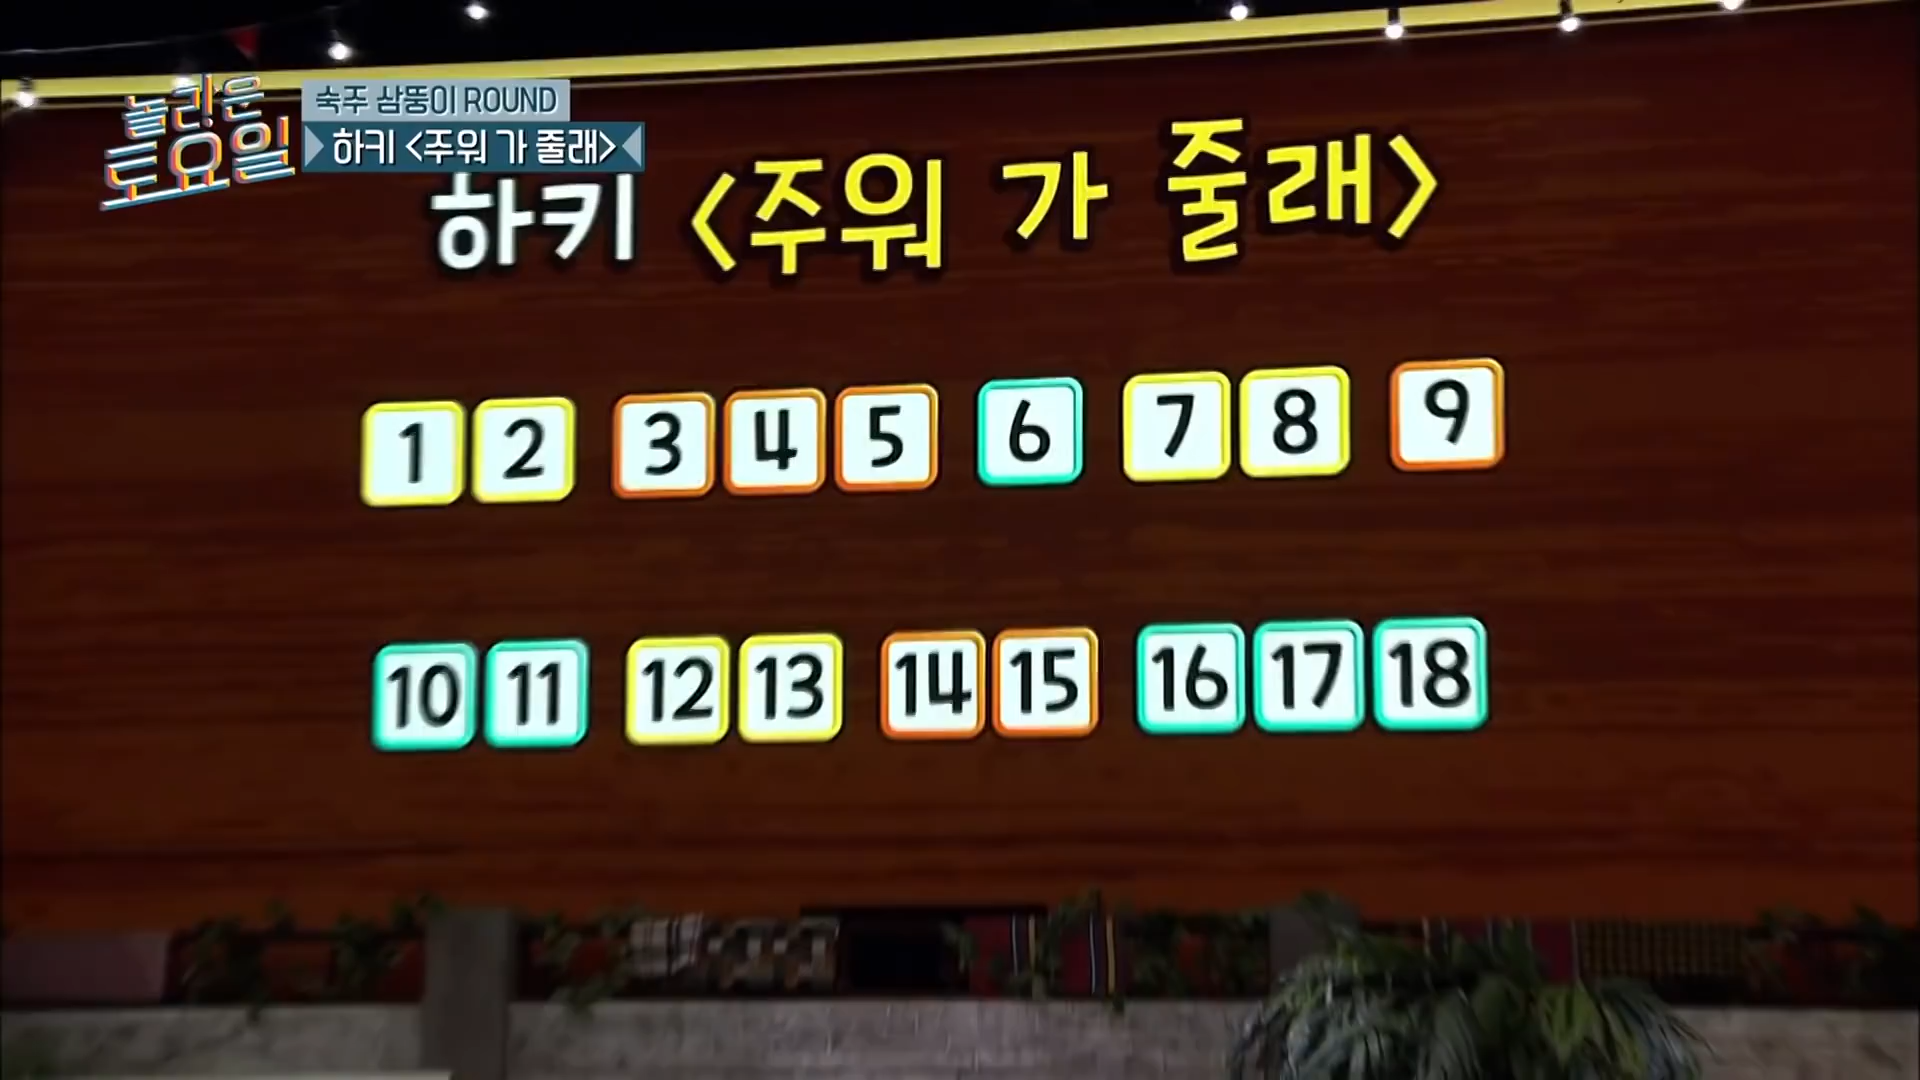 놀라운
토요일
숙주 삼뚱이 ROUND
하키 <주워 가 줄래>
하키 <주워 가 줄래>
1 2 3 4 5 6 7 8 9
10 11 12 13 14 15 16 17 18